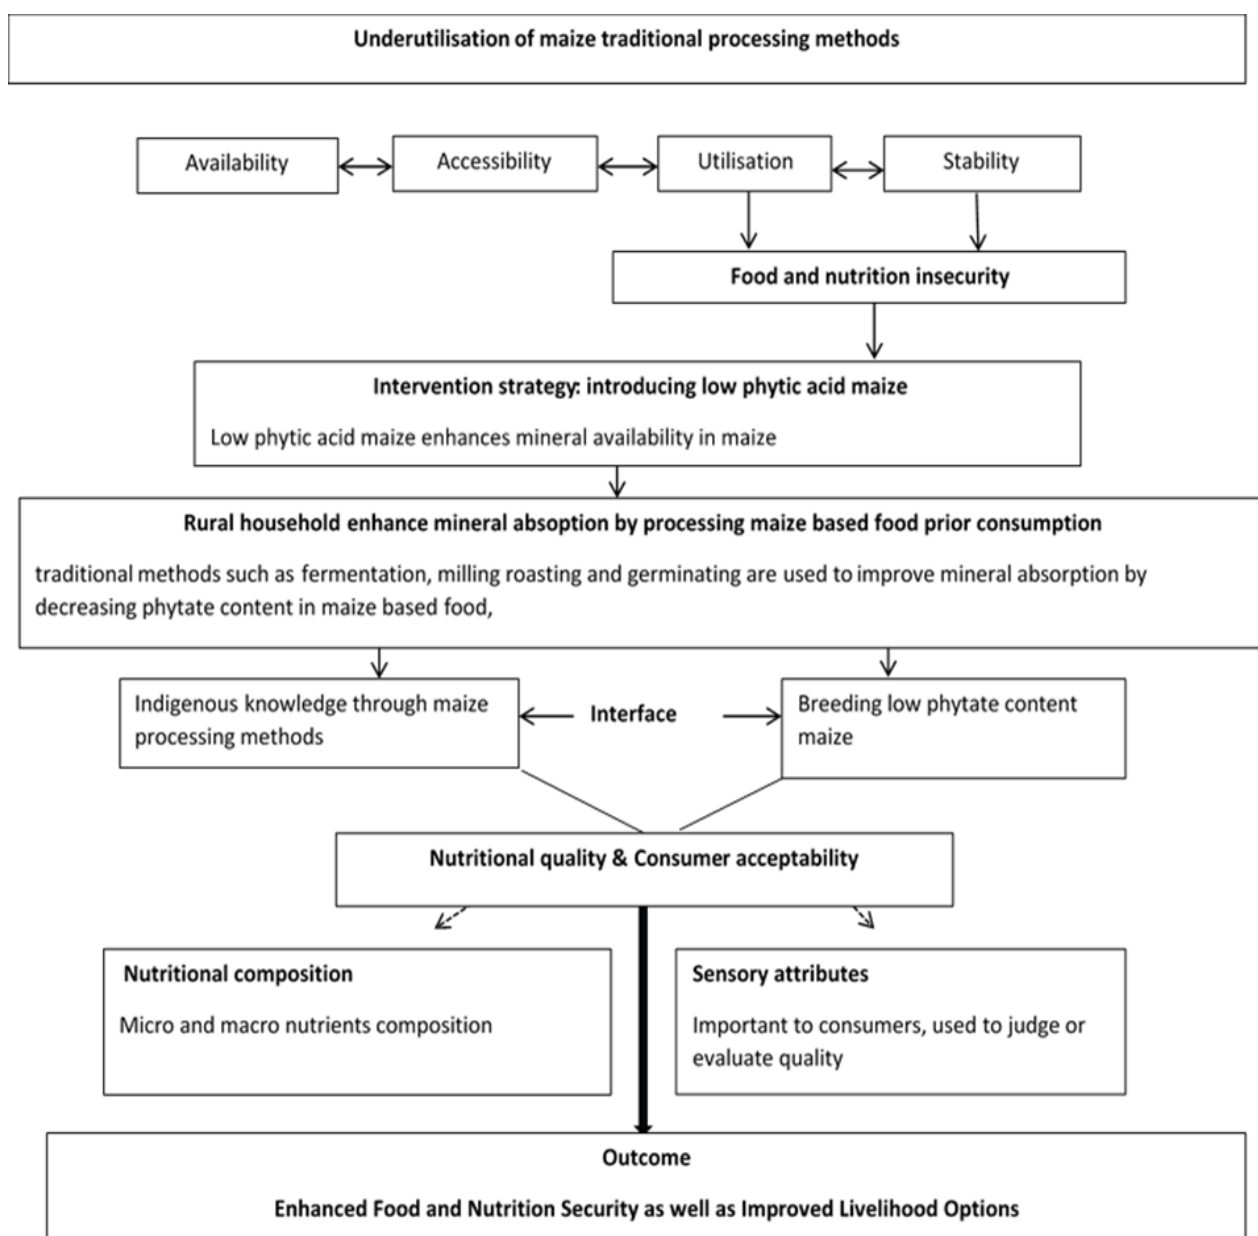 Underutilisation of maize traditional processing methods
Availability
Accessibility
Utilisation
Stability
Food and nutrition insecurity
Intervention strategy: introducing low phytic acid maize
Low phytic acid maize enhances mineral availability in maize
Rural household enhance mineral absoption by processing maize based food prior consumption
traditional methods such as fermentation, milling roasting and germinating are used to improve mineral absorption by
decreasing phytate content in maize based food,
Indigenous knowledge through maize
processing methods
Interface
Breeding low phytate content
maize
Nutritional quality & Consumer acceptability
Nutritional composition
Micro and macro nutrients composition
Sensory attributes
Important to consumers, used to judge or
evaluate quality
Outcome
Enhanced Food and Nutrition Security as well as Improved Livelihood Options